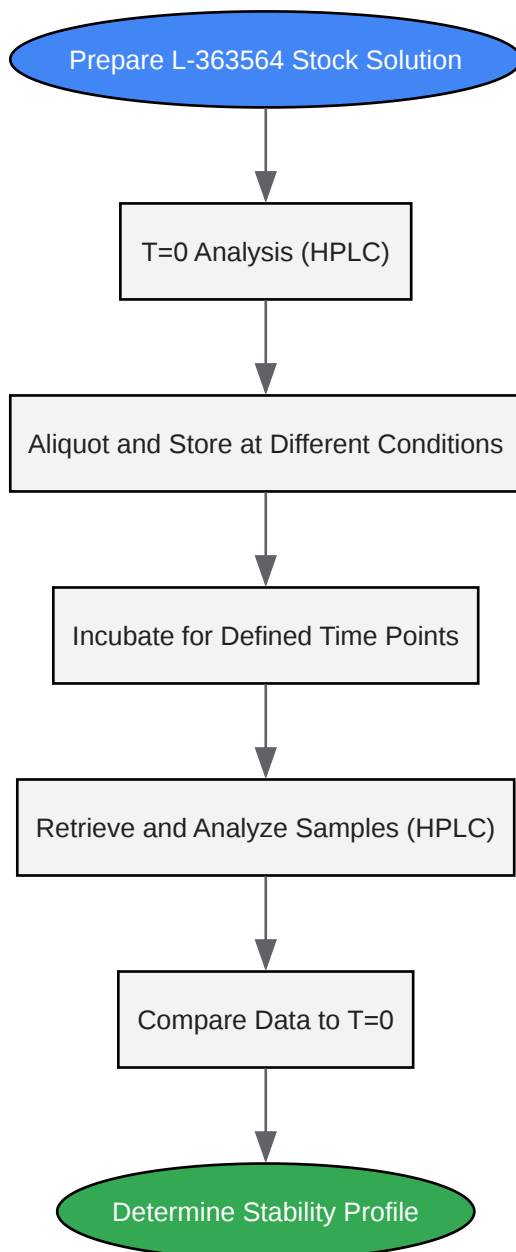 Prepare L-363564 Stock Solution
T=0 Analysis (HPLC)
Aliquot and Store at Different Conditions
Incubate for Defined Time Points
Retrieve and Analyze Samples (HPLC)
Compare Data to T=0
Determine Stability Profile